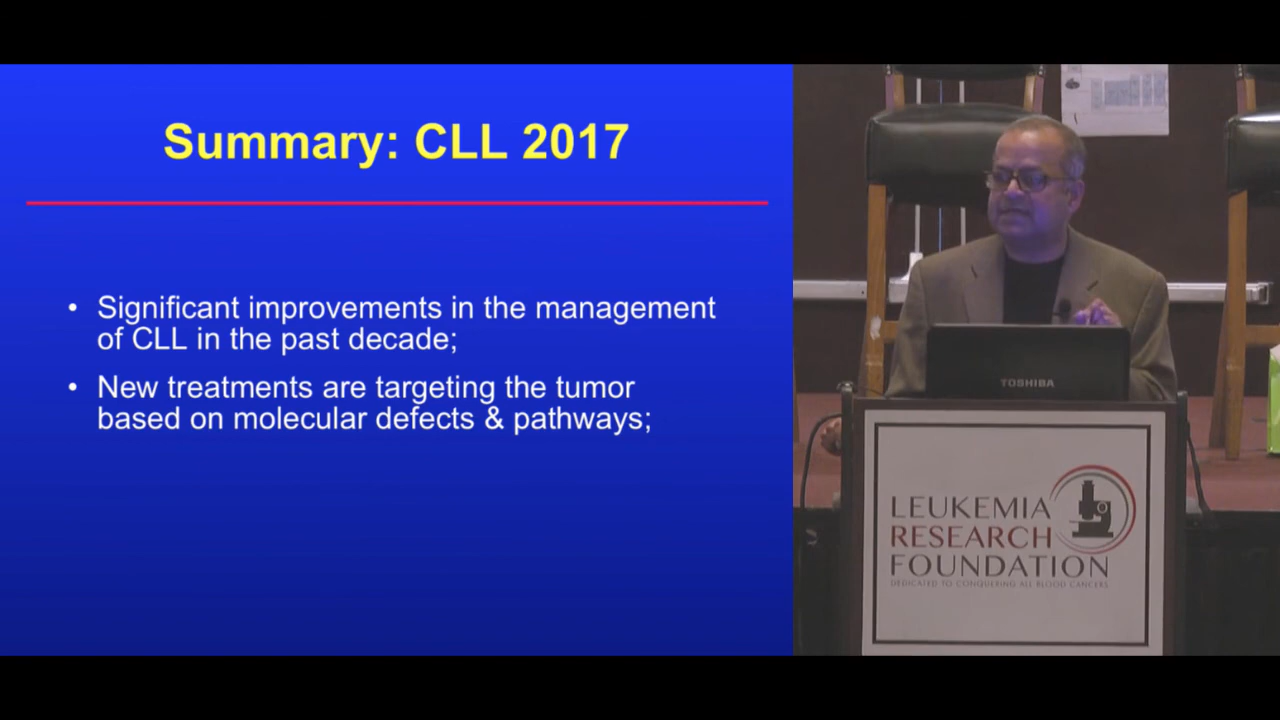 Summary: CLL 2017
• Significant improvements in the management
of CLL in the past decade;
• New treatments are targeting the tumor
based on molecular defects & pathways;
TOSHIBA
LEUKEMIA
RESEARCH
FOUNDATION
DEDICATED TO CONQUERING ALL BLOOD CANCERS